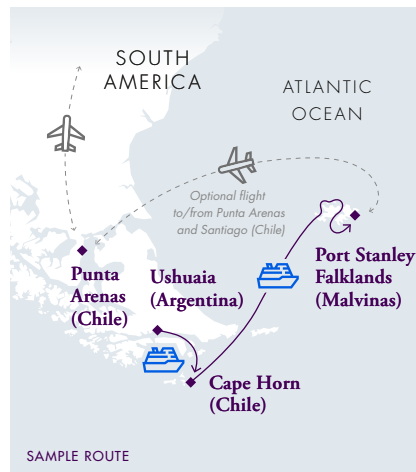 SOUTH
AMERICA
ATLANTIC
OCEAN
Optional flight
to/from Punta Arenas
and Santiago (Chile)
Punta
Arenas
(Chile)
Ushuaia
(Argentina)
Port Stanley
Falklands
(Malvinas)
Cape Horn
(Chile)
SAMPLE ROUTE